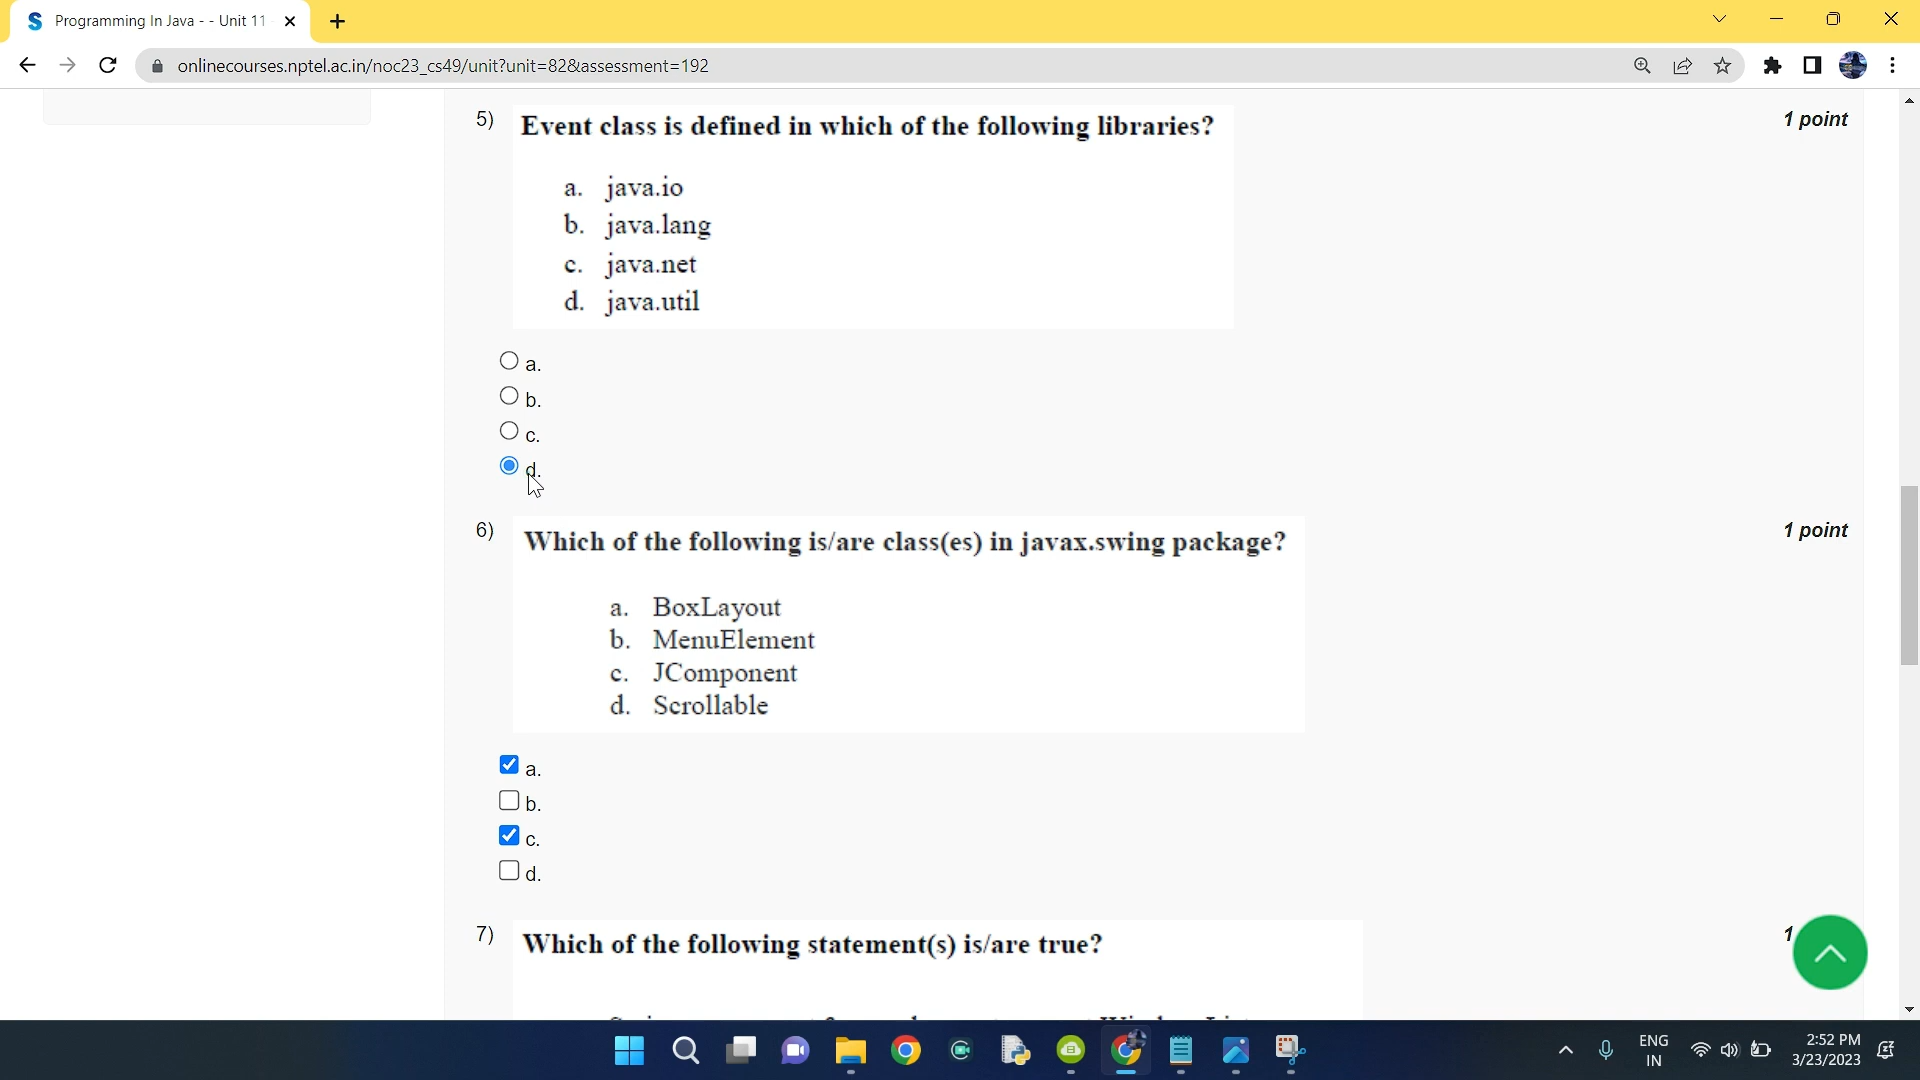 Programming In Java - - Unit 11
onlinecourses.nptel.ac.in/noc23_cs49/unit?unit=82&assessment=192
5) Event class is defined in which of the following libraries? 1 point
a. java.io
b. java.lang
c. java.net
d. java.util
a.
b.
c.
d.
6) Which of the following is/are class(es) in javax.swing package? 1 point
a. BoxLayout
b. MenuElement
c. JComponent
d. Scrollable
a.
b.
c.
d.
7) Which of the following statement(s) is/are true? 1
ENG
IN
2:52 PM
3/23/2023